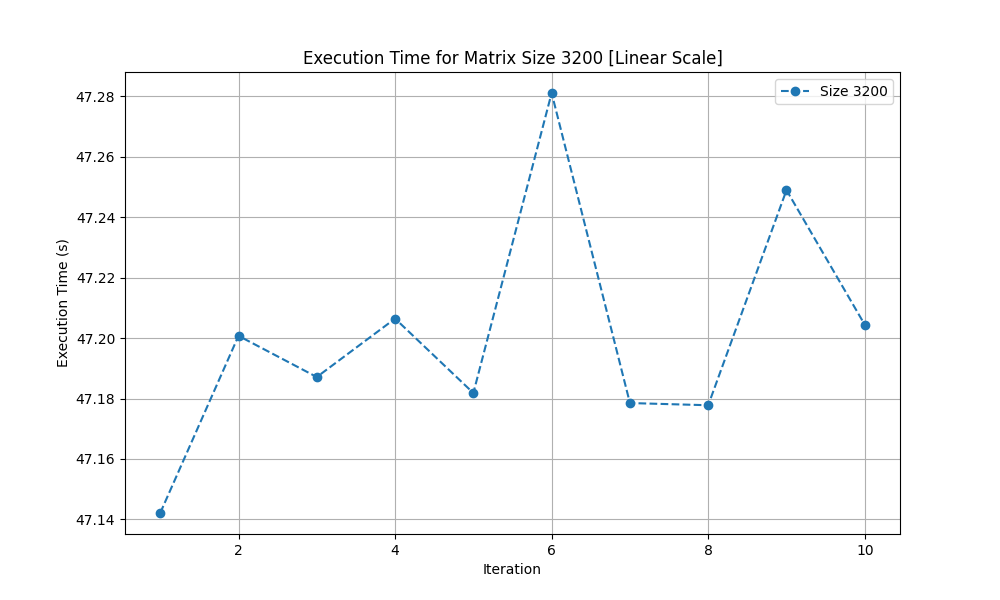 Execution Time for Matrix Size 3200 [Linear Scale]
Size 3200
47.28
47.26
47.24
47.22
47.20
47.18
47.16
47.14
Execution Time (s)
2 4 6 8 10
Iteration